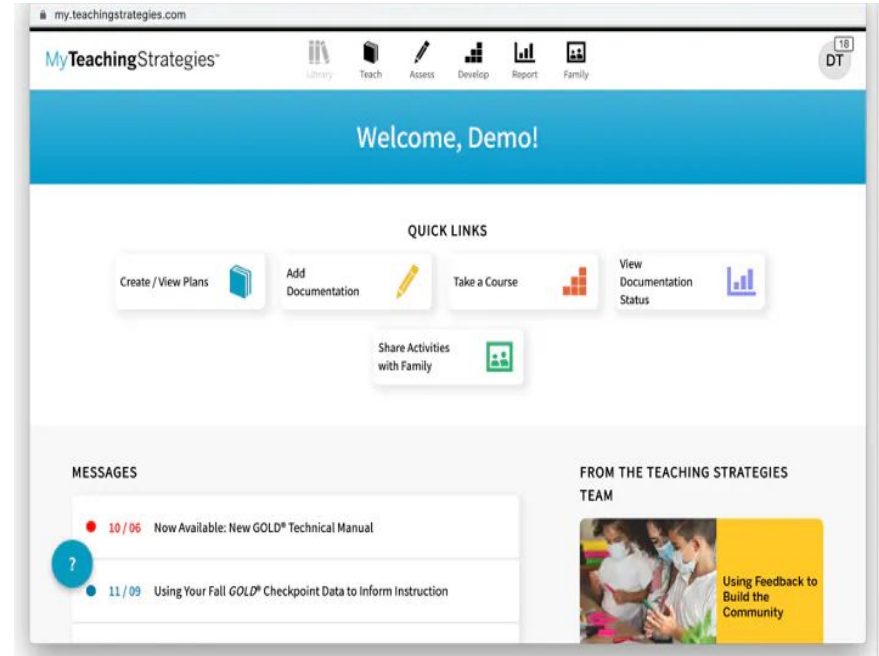 my.teachingstrategies.com
MyTeachingStrategies™
Library
Teach
Assess
Develop
Report
Family
18
DT
Welcome, Demo!
QUICK LINKS
Create / View Plans
Add
Documentation
Take a Course
View
Documentation
Status
Share Activities
with Family
MESSAGES
10 / 06 Now Available: New GOLD® Technical Manual
?
11 / 09 Using Your Fall GOLD® Checkpoint Data to Inform Instruction
FROM THE TEACHING STRATEGIES
TEAM
Using Feedback to
Build the
Community